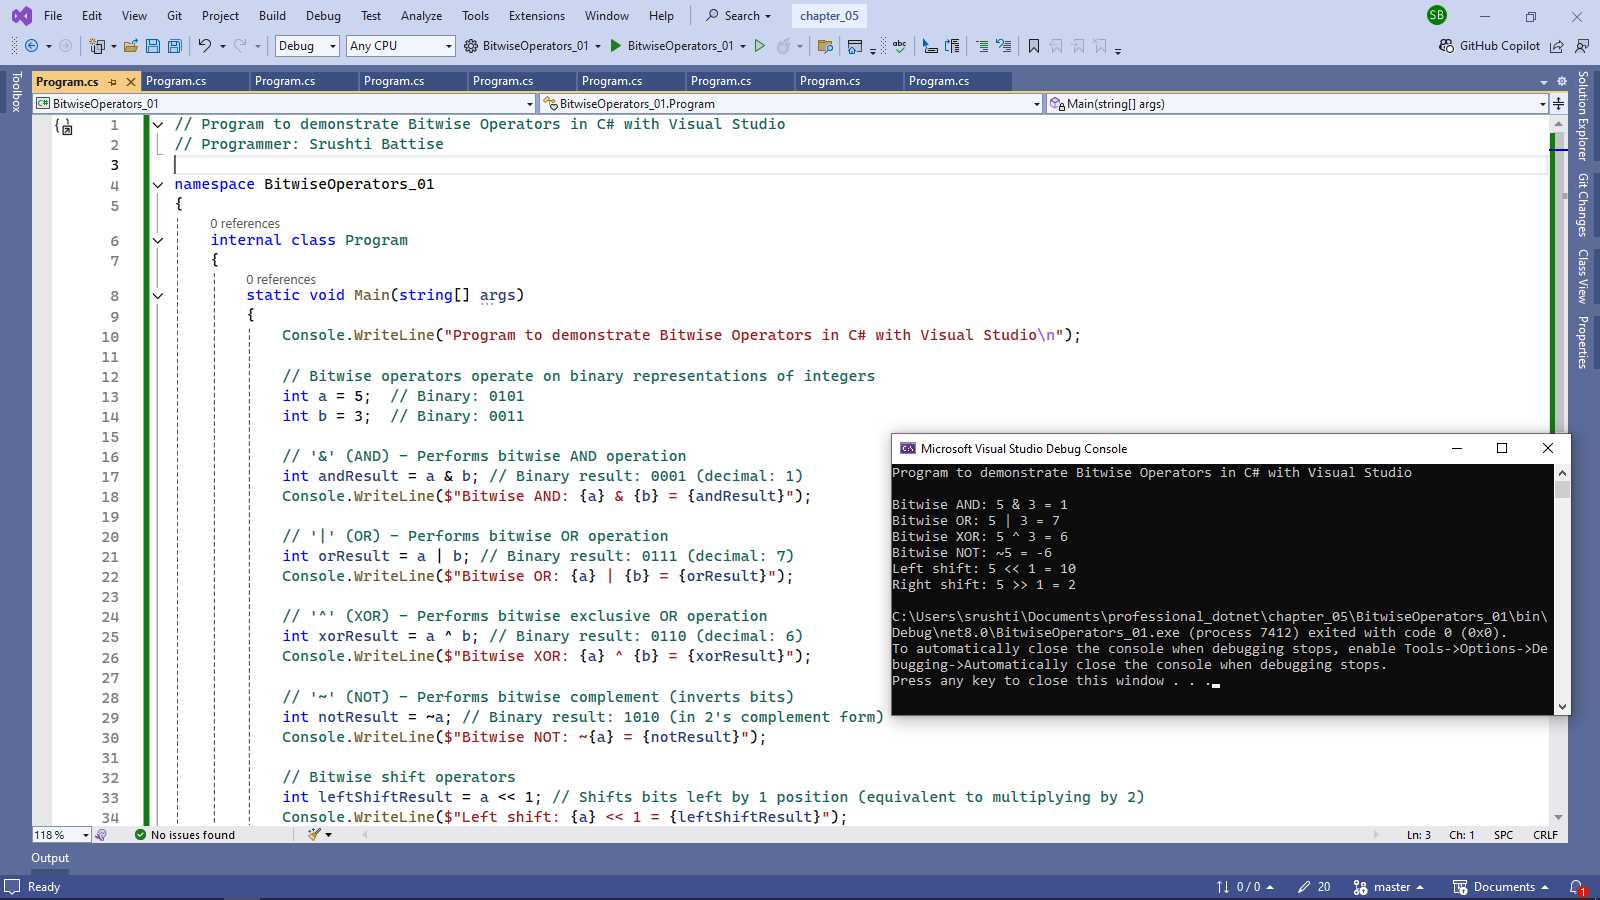 File Edit View Git Project Build Debug Test Analyze Tools Extensions Window Help Search chapter_05 SB
Debug Any CPU BitwiseOperators_01 BitwiseOperators_01 GitHub Copilot
Toolbox
Program.cs Program.cs Program.cs Program.cs Program.cs Program.cs Program.cs Program.cs Program.cs
C# BitwiseOperators_01 BitwiseOperators_01.Program Main(string[] args)
1 // Program to demonstrate Bitwise Operators in C# with Visual Studio
2 // Programmer: Srushti Battise
3
4 namespace BitwiseOperators_01
5 {
0 references
6 internal class Program
7 {
0 references
8 static void Main(string[] args)
9 {
10 Console.WriteLine("Program to demonstrate Bitwise Operators in C# with Visual Studio\n");
11
12 // Bitwise operators operate on binary representations of integers
13 int a = 5; // Binary: 0101
14 int b = 3; // Binary: 0011
15
16 // '&' (AND) - Performs bitwise AND operation
17 int andResult = a & b; // Binary result: 0001 (decimal: 1)
18 Console.WriteLine($"Bitwise AND: {a} & {b} = {andResult}");
19
20 // '|' (OR) - Performs bitwise OR operation
21 int orResult = a | b; // Binary result: 0111 (decimal: 7)
22 Console.WriteLine($"Bitwise OR: {a} | {b} = {orResult}");
23
24 // '^' (XOR) - Performs bitwise exclusive OR operation
25 int xorResult = a ^ b; // Binary result: 0110 (decimal: 6)
26 Console.WriteLine($"Bitwise XOR: {a} ^ {b} = {xorResult}");
27
28 // '~' (NOT) - Performs bitwise complement (inverts bits)
29 int notResult = ~a; // Binary result: 1010 (in 2's complement form)
30 Console.WriteLine($"Bitwise NOT: ~{a} = {notResult}");
31
32 // Bitwise shift operators
33 int leftShiftResult = a << 1; // Shifts bits left by 1 position (equivalent to multiplying by 2)
34 Console.WriteLine($"Left shift: {a} << 1 = {leftShiftResult}");
Solution Explorer
Git Changes
Class View
Properties
Microsoft Visual Studio Debug Console
Program to demonstrate Bitwise Operators in C# with Visual Studio
Bitwise AND: 5 & 3 = 1
Bitwise OR: 5 | 3 = 7
Bitwise XOR: 5 ^ 3 = 6
Bitwise NOT: ~5 = -6
Left shift: 5 << 1 = 10
Right shift: 5 >> 1 = 2
C:\Users\srushti\Documents\professional_dotnet\chapter_05\BitwiseOperators_01\bin\
Debug\net8.0\BitwiseOperators_01.exe (process 7412) exited with code 0 (0x0).
To automatically close the console when debugging stops, enable Tools->Options->De
bugging->Automatically close the console when debugging stops.
Press any key to close this window . . .
118 % No issues found Ln: 3 Ch: 1 SPC CRLF
Output
Ready 0 / 0 20 master Documents 1